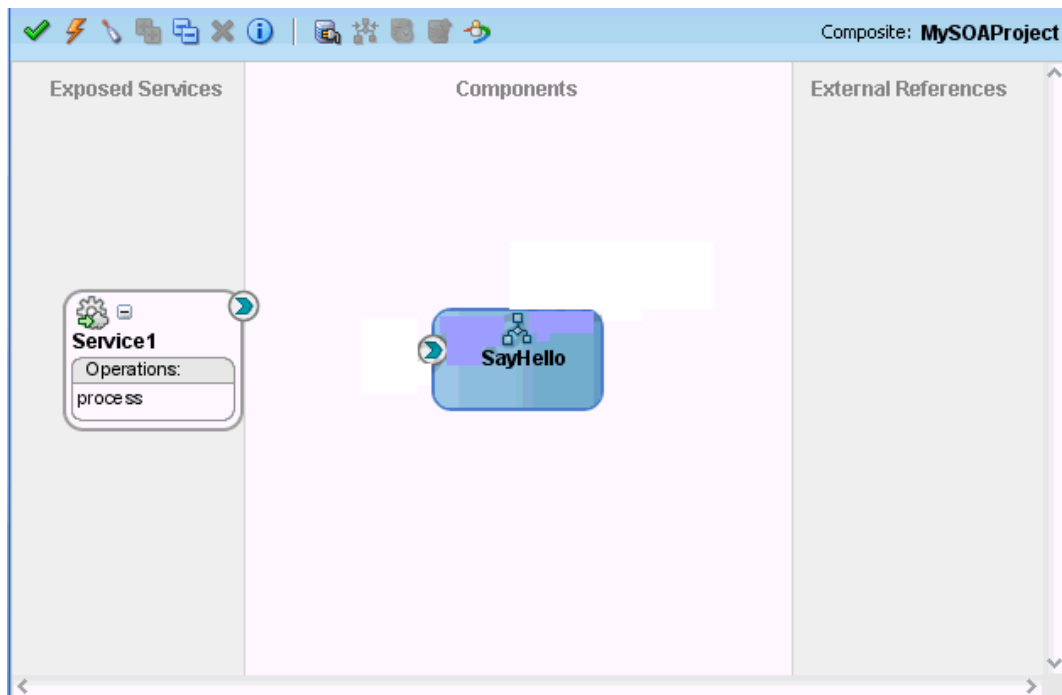 Composite: MySOAProject
Exposed Services
Components
External References
Service1
Operations:
process
SayHello